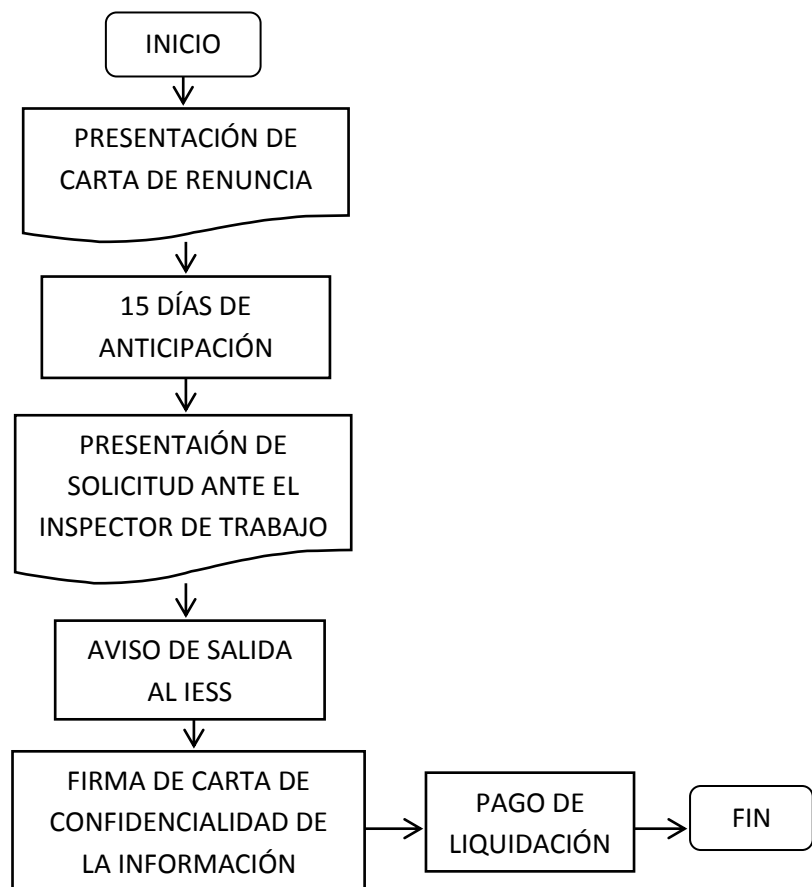 INICIO
PRESENTACIÓN DE
CARTA DE RENUNCIA
15 DÍAS DE
ANTICIPACIÓN
PRESENTAIÓN DE
SOLICITUD ANTE EL
INSPECTOR DE TRABAJO
AVISO DE SALIDA
AL IESS
FIRMA DE CARTA DE
CONFIDENCIALIDAD DE
LA INFORMACIÓN
PAGO DE
LIQUIDACIÓN
FIN